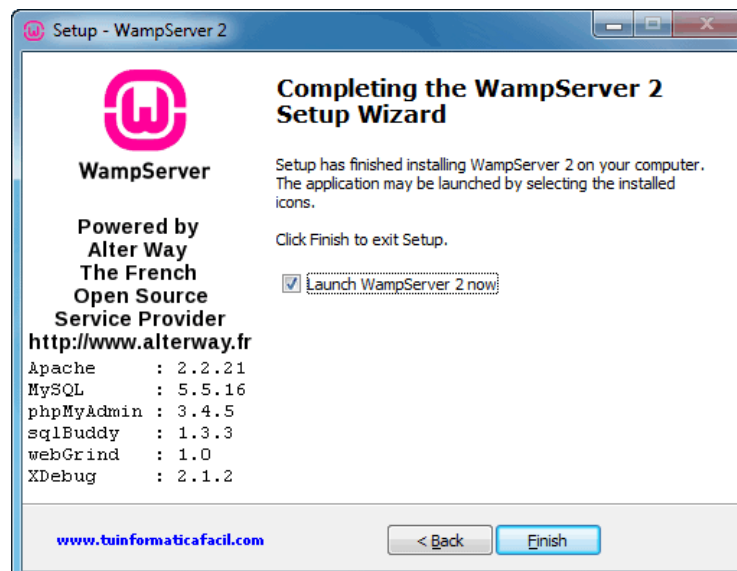 Setup - WampServer 2
WampServer
Powered by
Alter Way
The French
Open Source
Service Provider
http://www.alterway.fr
Apache : 2.2.21
MySQL : 5.5.16
phpMyAdmin : 3.4.5
sqlBuddy : 1.3.3
webGrind : 1.0
XDebug : 2.1.2
Completing the WampServer 2
Setup Wizard
Setup has finished installing WampServer 2 on your computer.
The application may be launched by selecting the installed
icons.
Click Finish to exit Setup.
Launch WampServer 2 now
www.tuinformaticafacil.com
< Back
Finish